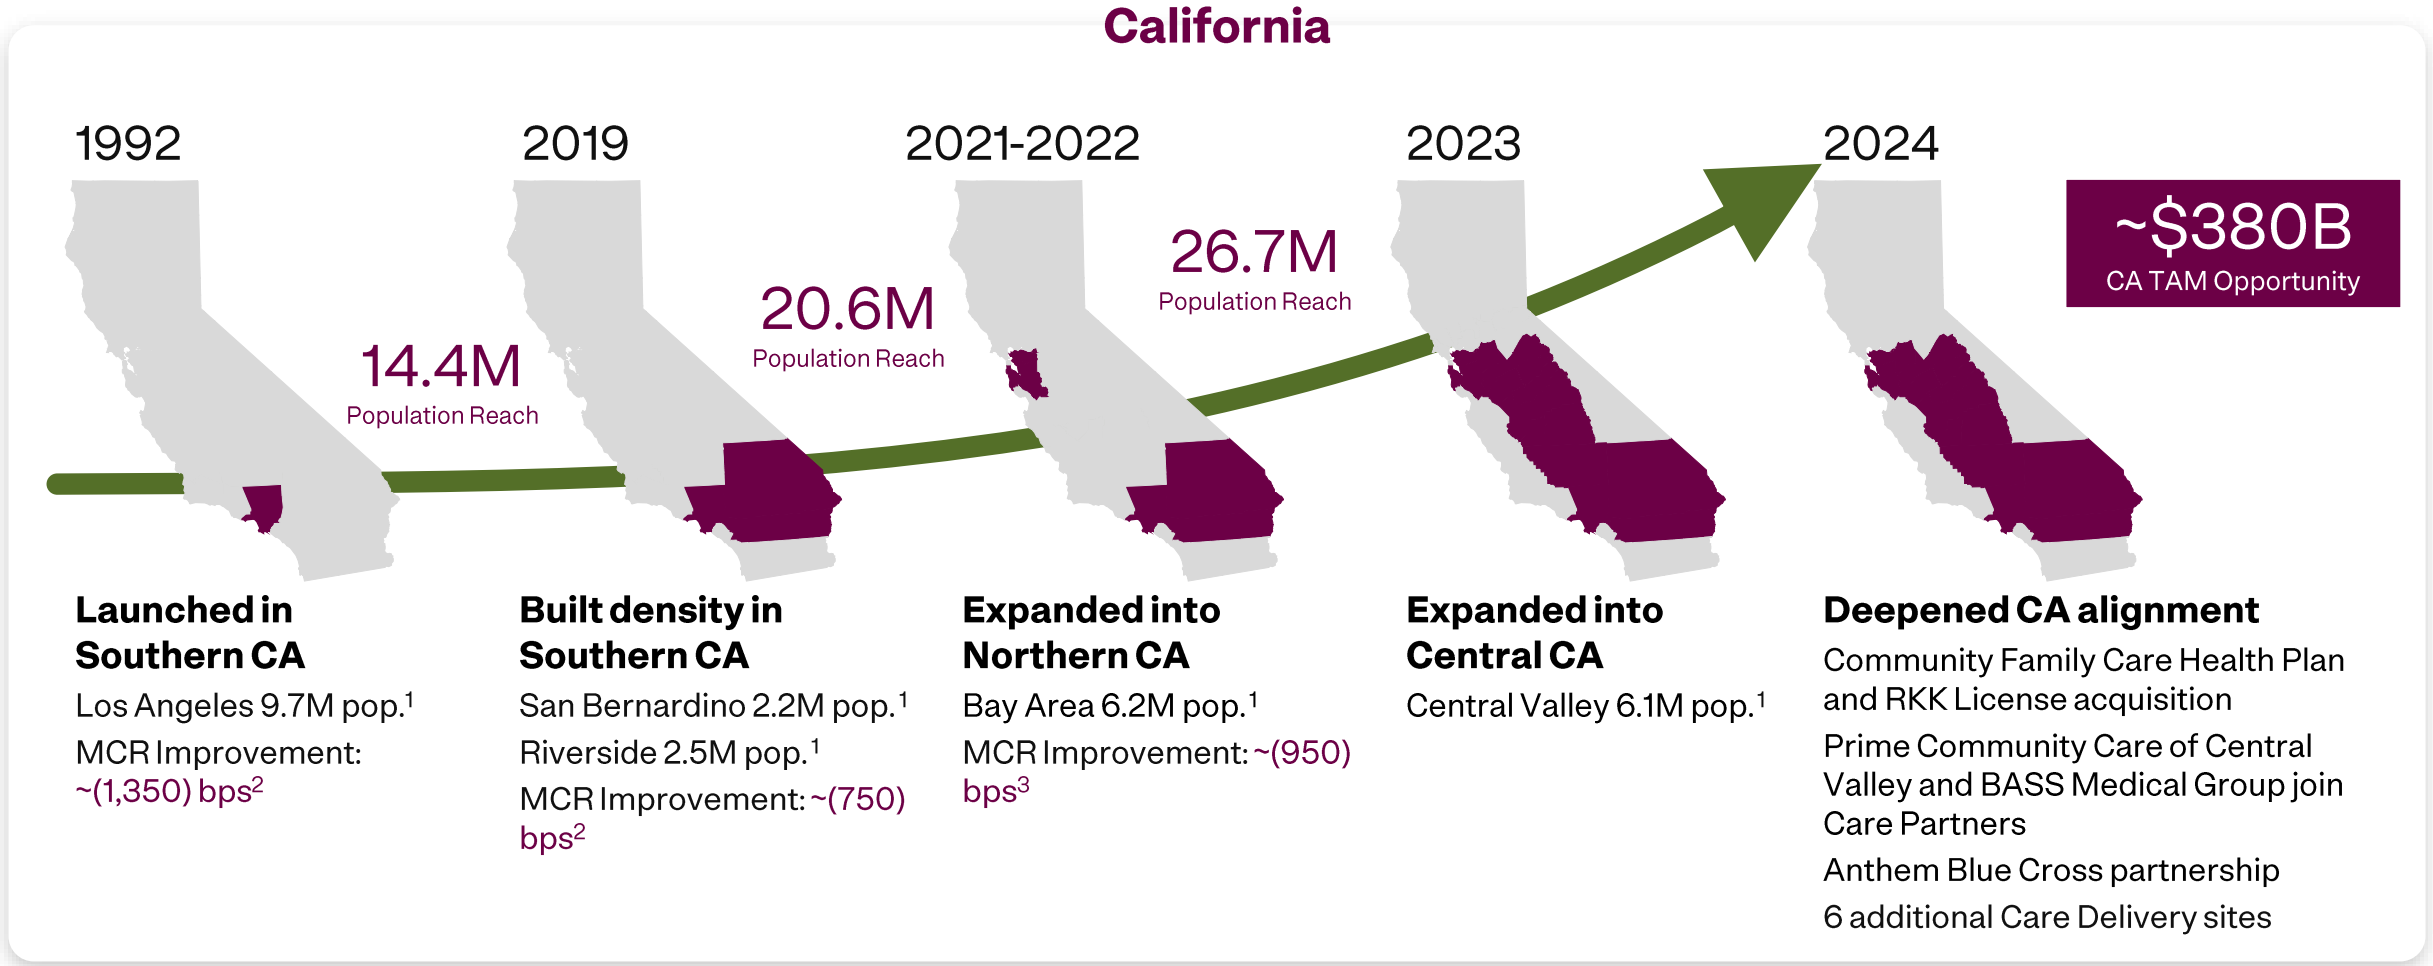 California
1992
2019
2021-2022
2023
2024
~$380B
CA TAM Opportunity
14.4M
Population Reach
20.6M
Population Reach
26.7M
Population Reach
Launched in
Southern CA
Los Angeles 9.7M pop.¹
MCR Improvement:
~(1,350) bps²
Built density in
Southern CA
San Bernardino 2.2M pop.¹
Riverside 2.5M pop.¹
MCR Improvement: ~(750)
bps²
Expanded into
Northern CA
Bay Area 6.2M pop.¹
MCR Improvement: ~(950)
bps³
Expanded into
Central CA
Central Valley 6.1M pop.¹
Deepened CA alignment
Community Family Care Health Plan
and RKK License acquisition
Prime Community Care of Central
Valley and BASS Medical Group join
Care Partners
Anthem Blue Cross partnership
6 additional Care Delivery sites